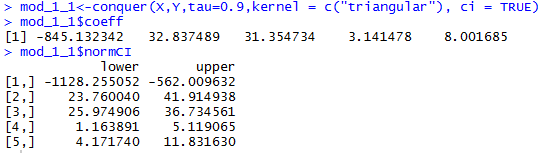 > mod_1_1<-conquer(X,Y,tau=0.9,kernel = c("triangular"), ci = TRUE)
> mod_1_1$coeff
[1] -845.132342 32.837489 31.354734 3.141478 8.001685
> mod_1_1$normCI
lower upper
[1,] -1128.255052 -562.009632
[2,] 23.760040 41.914938
[3,] 25.974906 36.734561
[4,] 1.163891 5.119065
[5,] 4.171740 11.831630